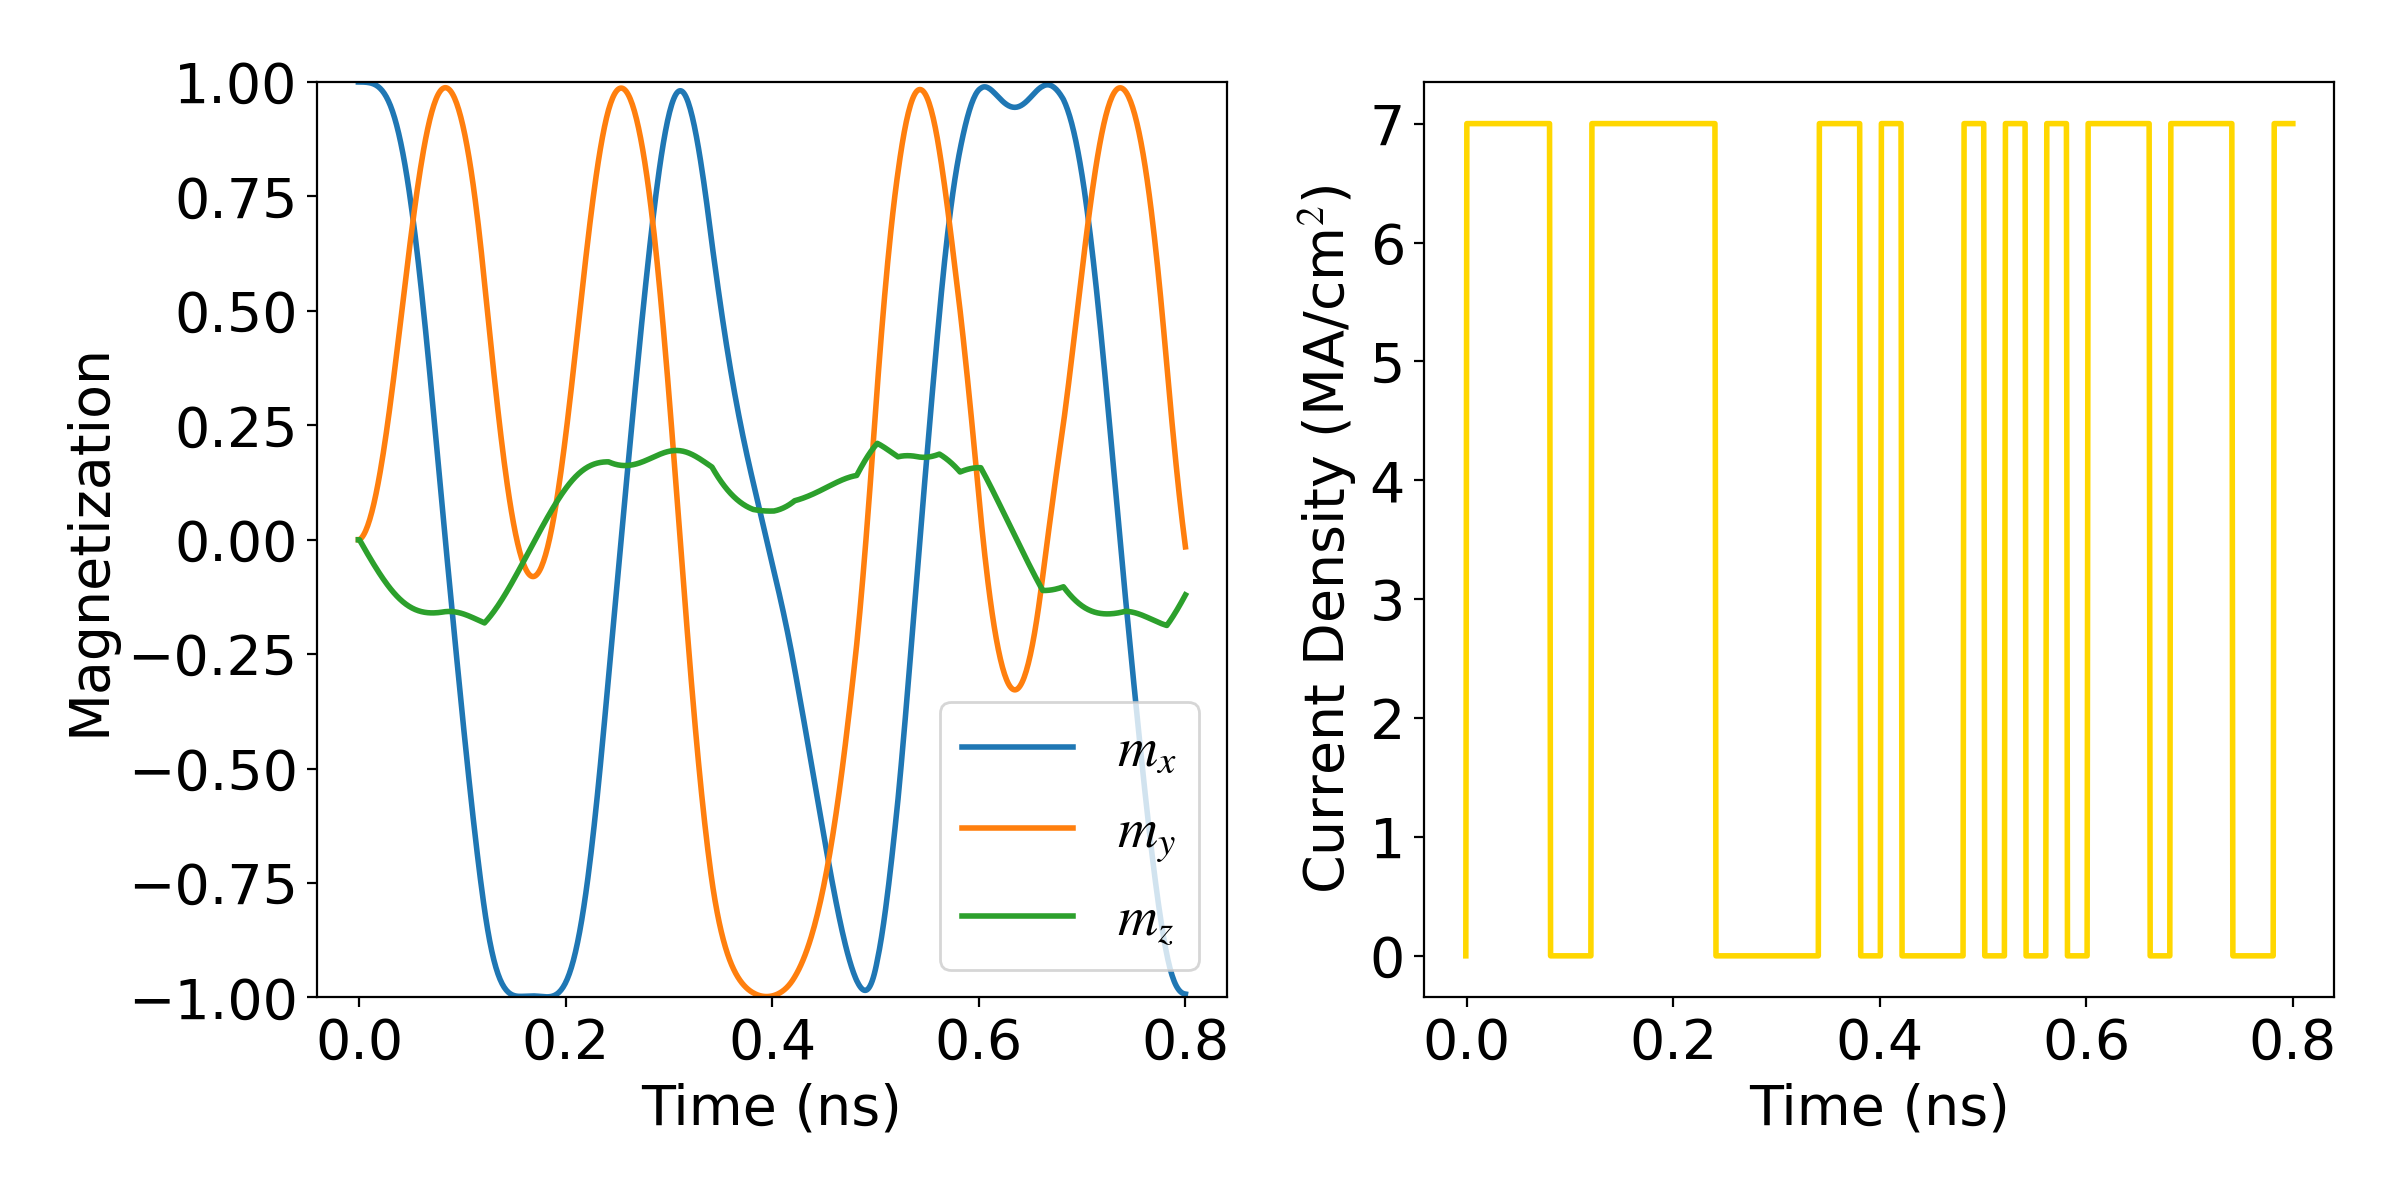 1.00
0.75
0.50
0.25
0.00
−0.25
−0.50
−0.75
−1.00
Magnetization
0.0 0.2 0.4 0.6 0.8
Time (ns)
m_x
m_y
m_z
7
6
5
4
3
2
1
0
Current Density (MA/cm²)
0.0 0.2 0.4 0.6 0.8
Time (ns)